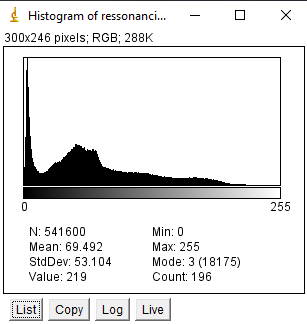 Histogram of ressonanci...
300x246 pixels; RGB; 288K
0 255
N: 541600 Min: 0
Mean: 69.492 Max: 255
StdDev: 53.104 Mode: 3 (18175)
Value: 219 Count: 196
List Copy Log Live